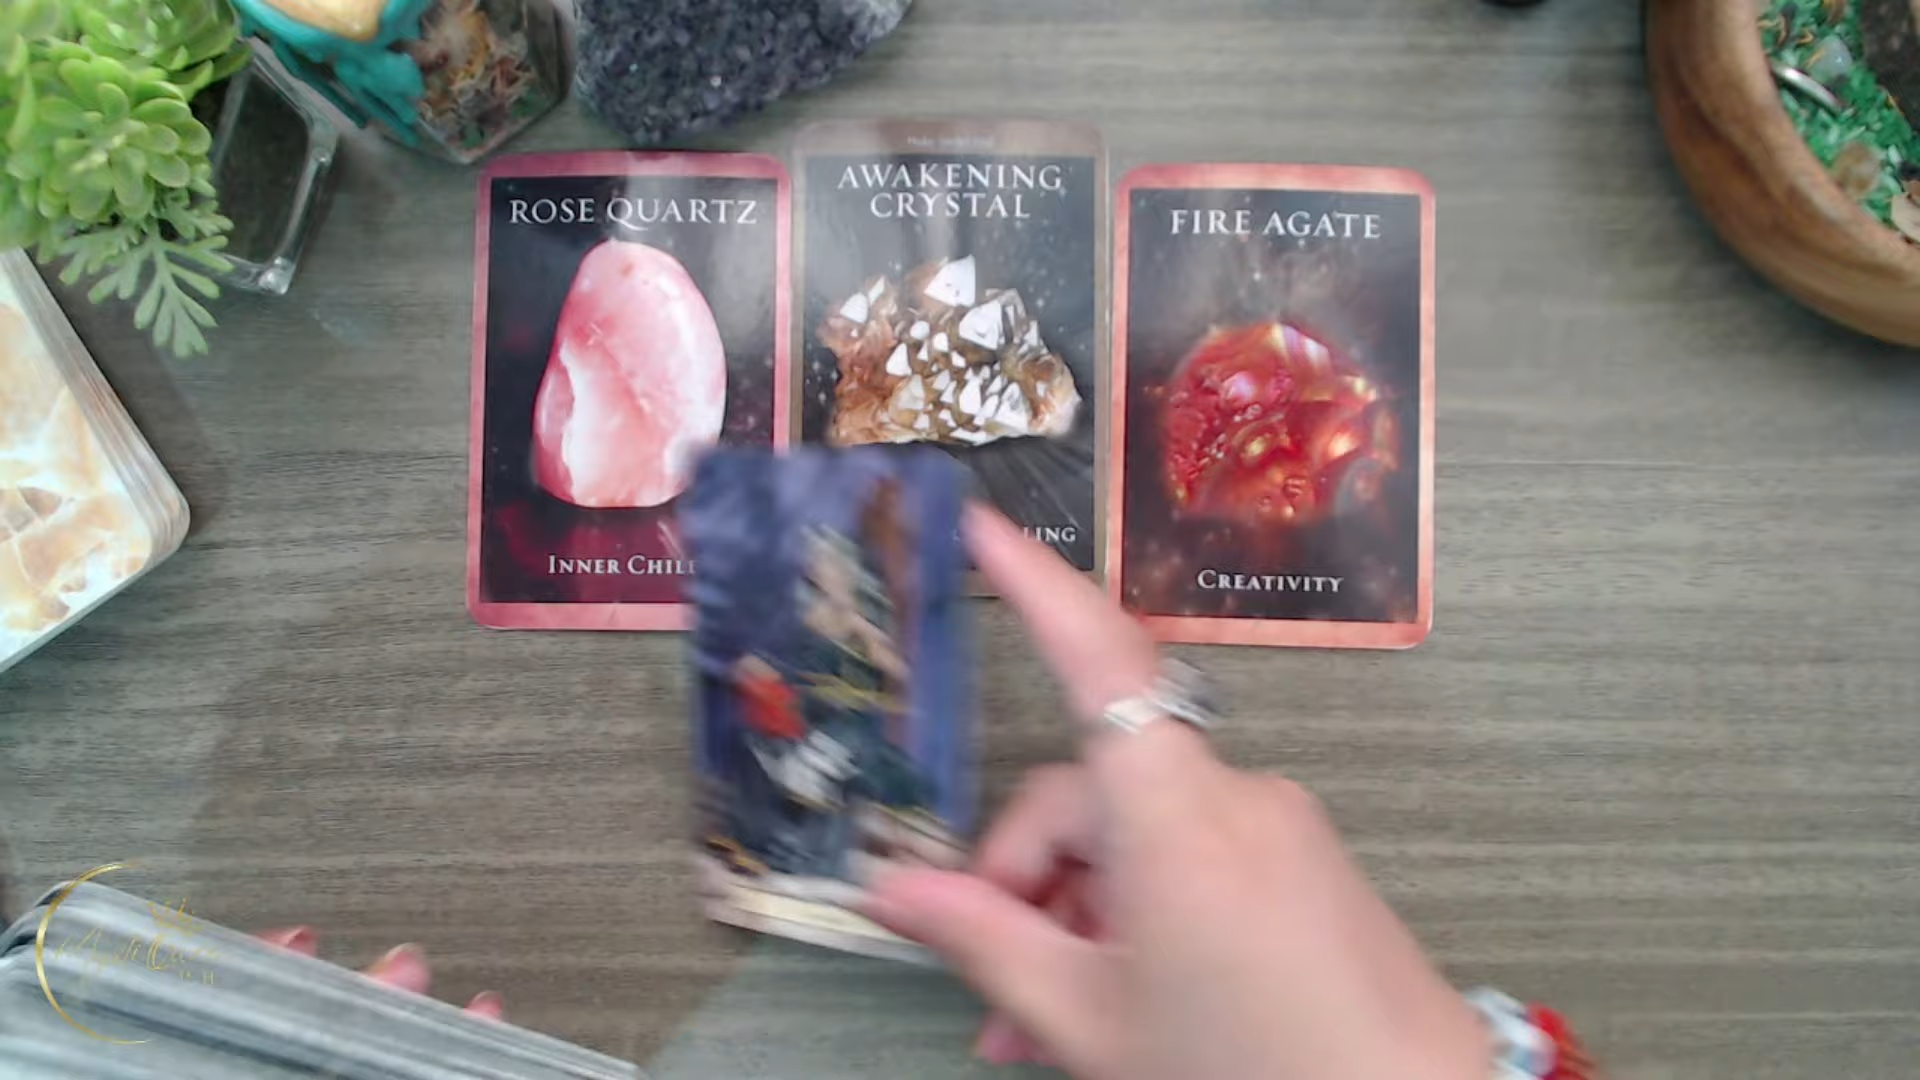 ROSE QUARTZ
INNER CHIL
AWAKENING
CRYSTAL
LING
FIRE AGATE
CREATIVITY